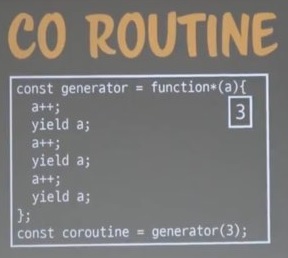 CO ROUTINE
const generator = function*(a){
3
a++;
yield a;
a++;
yield a;
a++;
yield a;
};
const coroutine = generator(3);